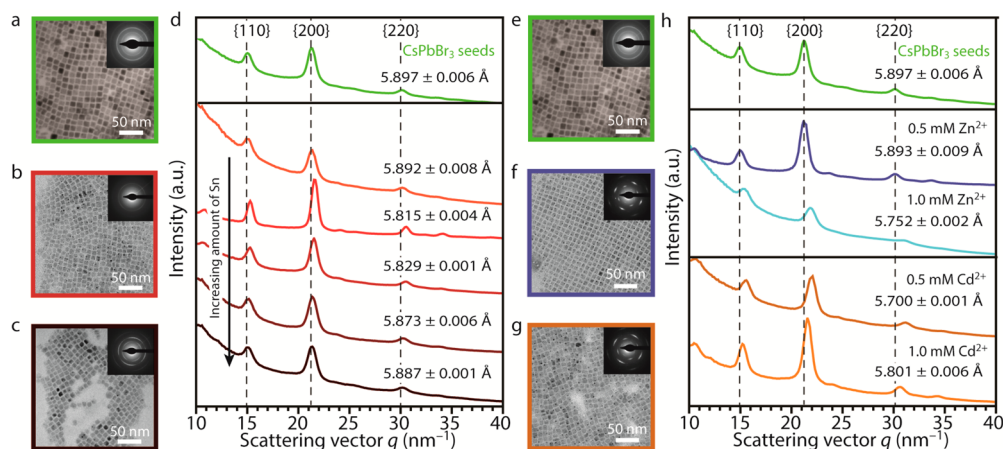 a
50 nm
b
50 nm
c
50 nm
d
{110}
{200}
{220}
CsPbBr₃ seeds
5.897 ± 0.006 Å
5.892 ± 0.008 Å
5.815 ± 0.004 Å
5.829 ± 0.001 Å
5.873 ± 0.006 Å
5.887 ± 0.001 Å
Increasing amount of Sn
Intensity (a.u.)
10 15 20 25 30 35 40
Scattering vector q (nm⁻¹)
e
50 nm
f
50 nm
g
50 nm
h
{110}
{200}
{220}
CsPbBr₃ seeds
5.897 ± 0.006 Å
0.5 mM Zn²⁺
5.893 ± 0.009 Å
1.0 mM Zn²⁺
5.752 ± 0.002 Å
0.5 mM Cd²⁺
5.700 ± 0.001 Å
1.0 mM Cd²⁺
5.801 ± 0.006 Å
Intensity (a.u.)
10 15 20 25 30 35 40
Scattering vector q (nm⁻¹)